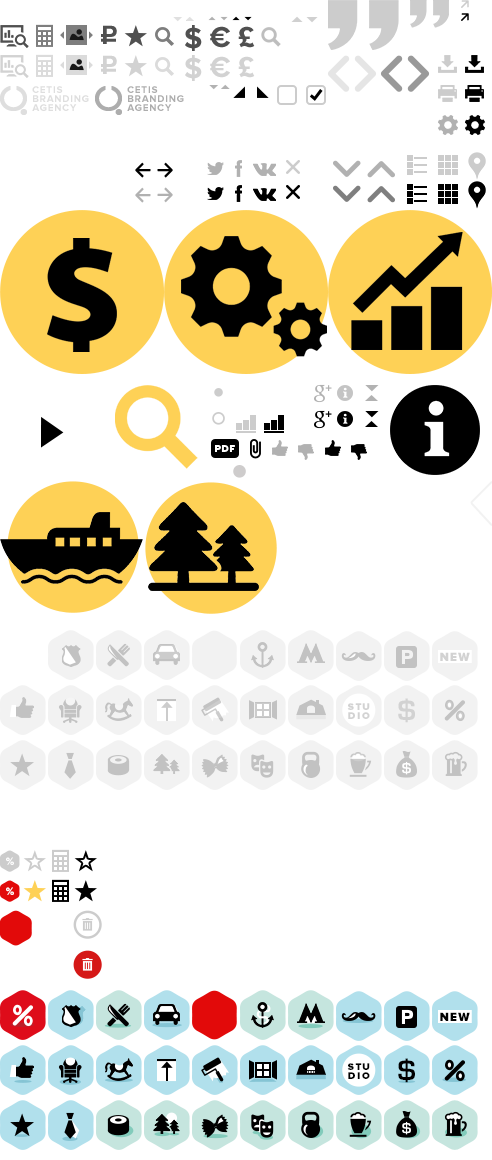 CETIS
BRANDING
AGENCY
CETIS
BRANDING
AGENCY
g+
g+
PDF
P
NEW
STU
DIO
P
NEW
STU
DIO